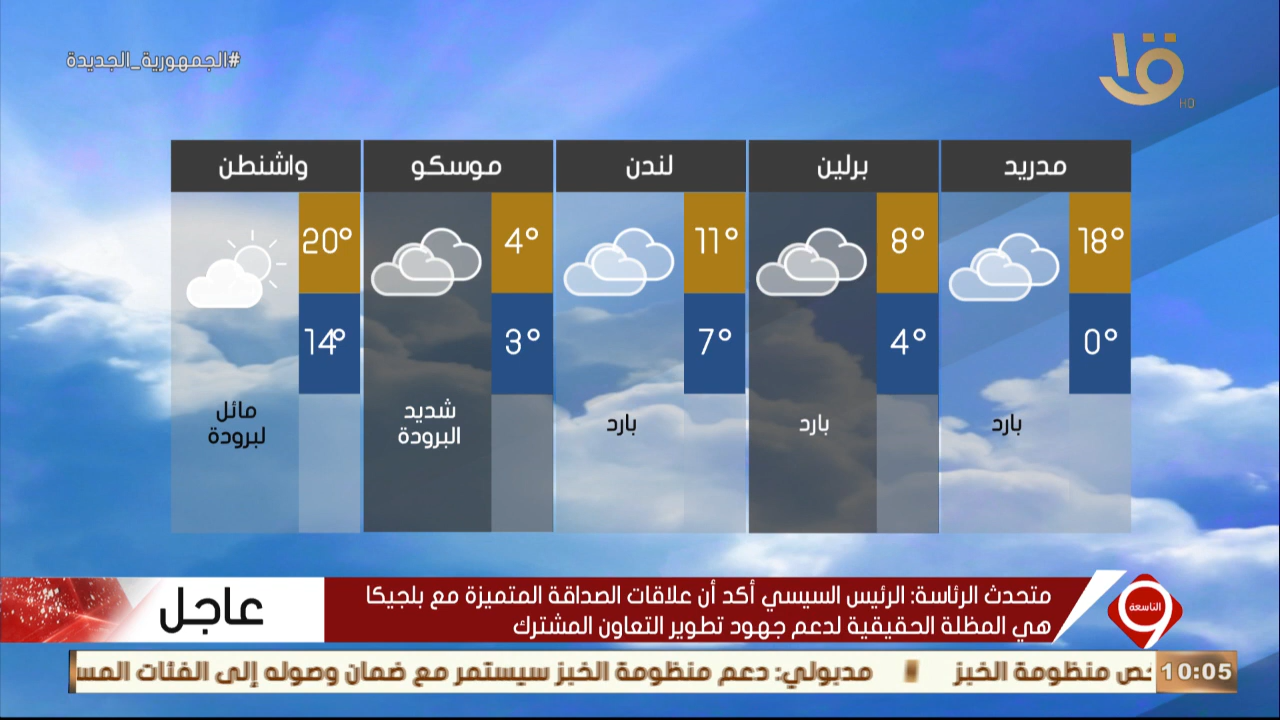 #الجمهورية_الجديدة
HD
مدريد
18°
0°
بارد
برلين
8°
4°
بارد
لندن
11°
7°
بارد
موسكو
4°
3°
شديد
البرودة
واشنطن
20°
14°
مائل
لبرودة
التاسعة
9
متحدث الرئاسة: الرئيس السيسي أكد أن علاقات الصداقة المتميزة مع بلجيكا
هي المظلة الحقيقية لدعم جهود تطوير التعاون المشترك
عاجل
10:05
منظومة الخبز مدبولي: دعم منظومة الخبز سيستمر مع ضمان وصوله إلى الفئات